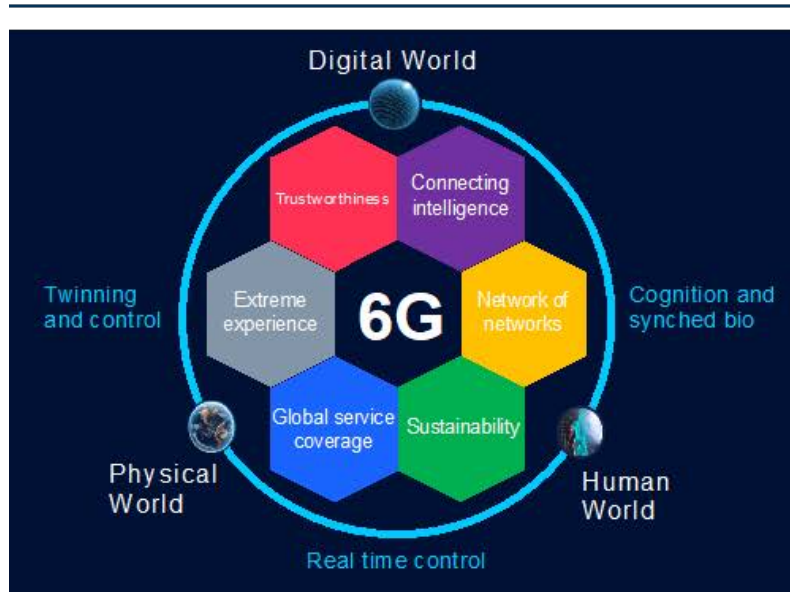 Digital World
Trustworthiness
Connecting
intelligence
Twinning
and control
Extreme
experience
6G
Network of
networks
Cognition and
synched bio
Global service
coverage
Sustainability
Physical
World
Human
World
Real time control